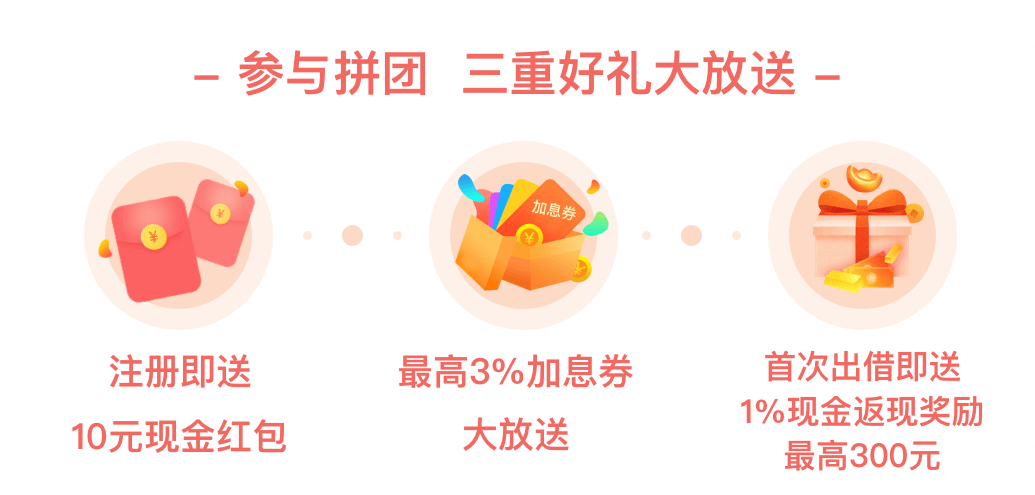 – 参与拼团 三重好礼大放送 –
加息券
注册即送
10元现金红包
最高3%加息券
大放送
首次出借即送
1%现金返现奖励
最高300元